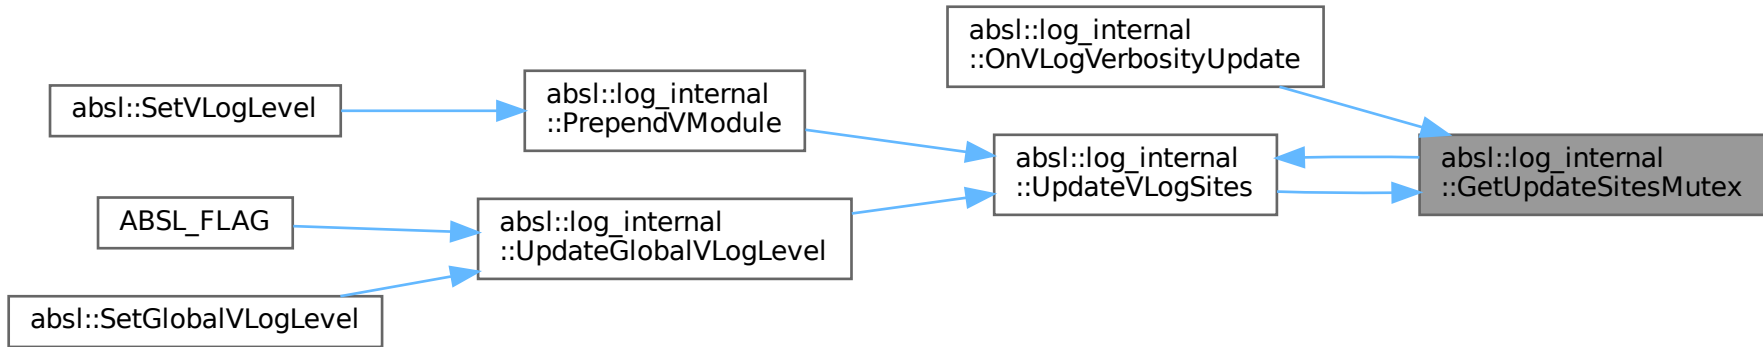 absl::log_internal
::OnVLogVerbosityUpdate
absl::SetVLogLevel
absl::log_internal
::PrependVModule
absl::log_internal
::UpdateVLogSites
absl::log_internal
::GetUpdateSitesMutex
ABSL_FLAG
absl::log_internal
::UpdateGlobalVLogLevel
absl::SetGlobalVLogLevel